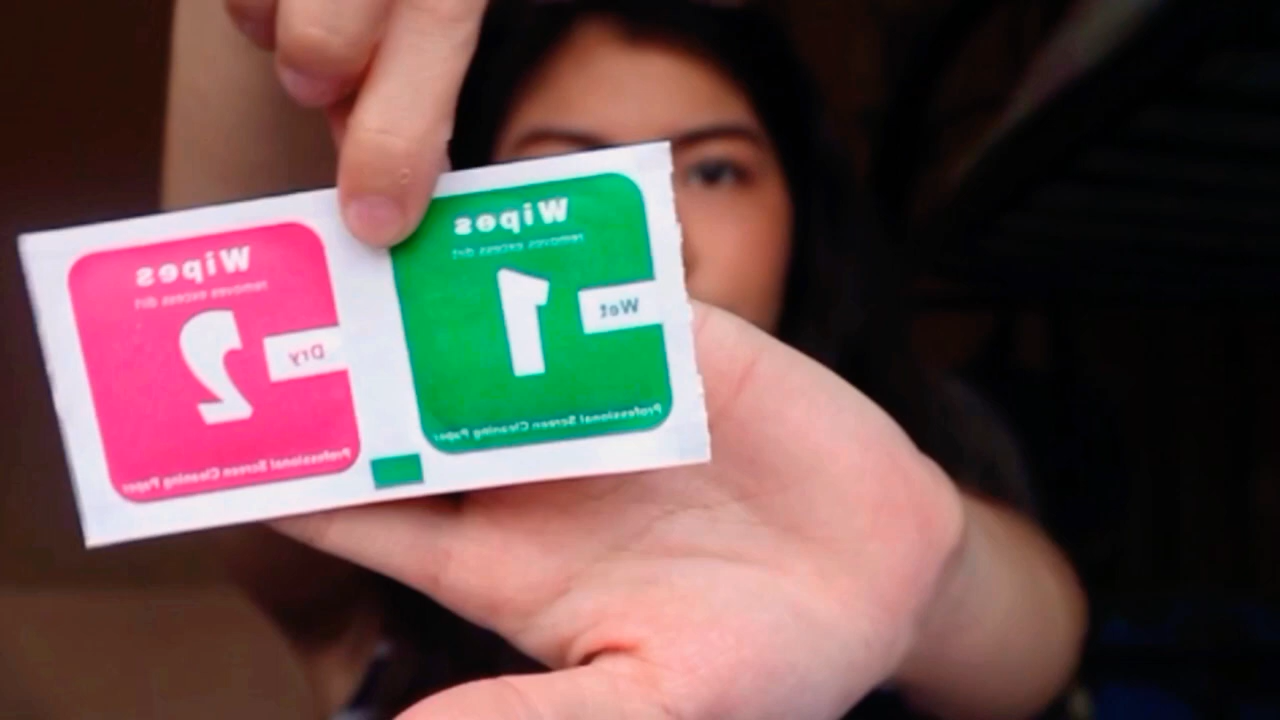 Wipes
removes excess dirt
2
Dry
Professional Screen Cleaning Paper
Wipes
removes excess dirt
1
Wet
Professional Screen Cleaning Paper